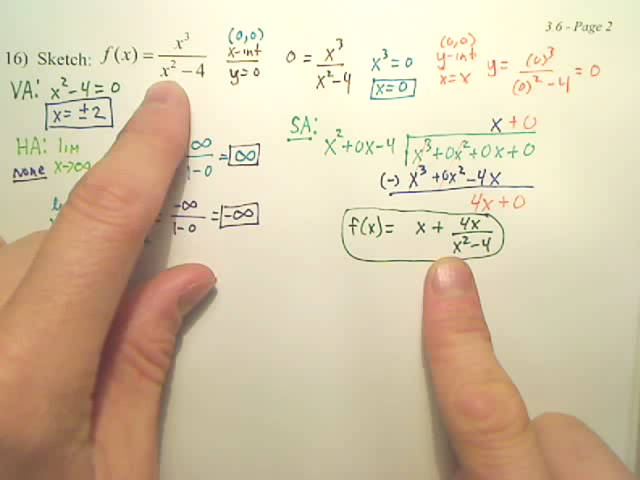 3.6 - Page 2
16) Sketch: f(x) = x³/(x² − 4)
(0,0)
x-int
y=0
0 = x³/(x²-4)
x³=0
x=0
(0,0)
y-int
x=x
y = (0)³/((0)²-4) = 0
VA: x²-4=0
x=±2
HA: lim
none x→∞
∞/(1-0) = ∞
= -∞/(1-0) = -∞
SA:
x+0
x²+0x-4 x³+0x²+0x+0
(-) x³+0x²-4x
4x+0
f(x)= x + 4x/(x²-4)